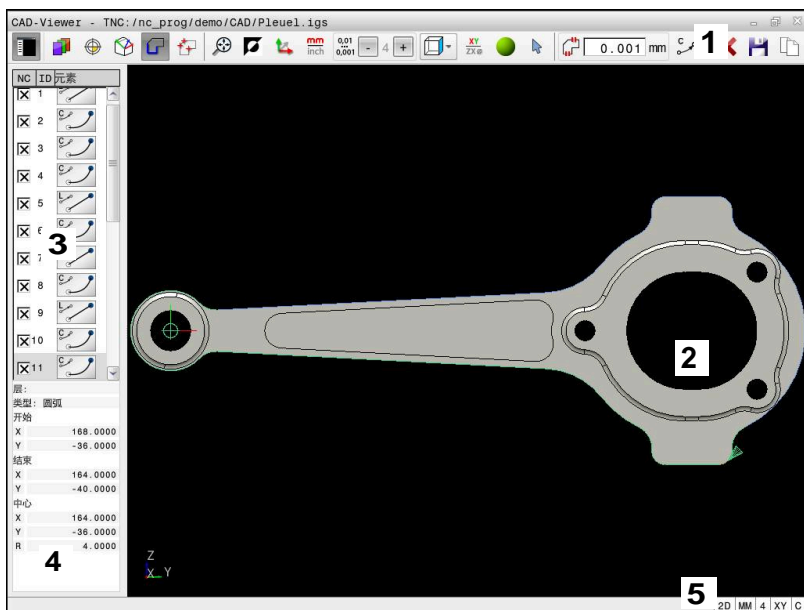 CAD-Viewer - TNC:/nc_prog/demo/CAD/Pleuel.igs
mm inch 0,01 ... 0,001 - 4 + XY ZX 0.001 mm C 1
NC ID 元素
1 C
2 C
3 C
4 C
5 L
6 C
3
7
8 C
9 L
10 C
11 C
层:
类型: 圆弧
开始
X 168.0000
Y -36.0000
结束
X 164.0000
Y -40.0000
中心
X 164.0000
Y -36.0000
R 4.0000
4
2
Z
X Y
5
2D MM 4 XY C